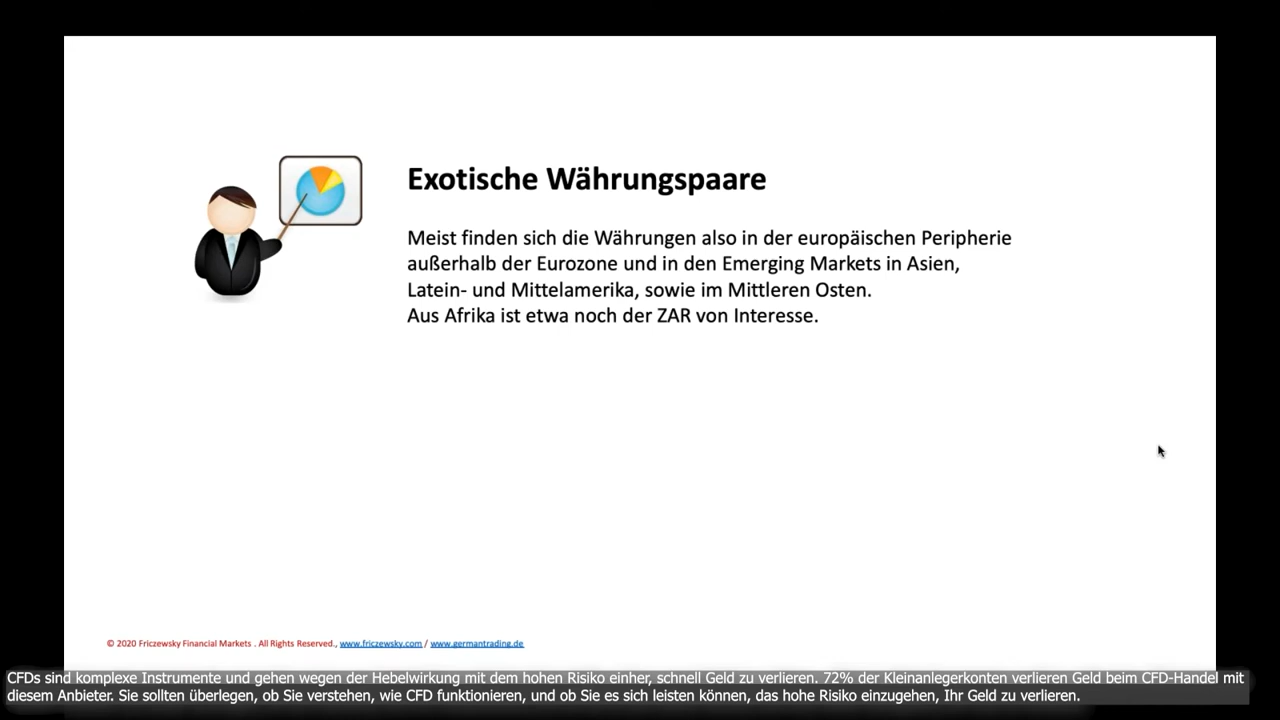 Exotische Währungspaare
Meist finden sich die Währungen also in der europäischen Peripherie
außerhalb der Eurozone und in den Emerging Markets in Asien,
Latein- und Mittelamerika, sowie im Mittleren Osten.
Aus Afrika ist etwa noch der ZAR von Interesse.
© 2020 Friczewsky Financial Markets . All Rights Reserved., www.friczewsky.com / www.germantrading.de
CFDs sind komplexe Instrumente und gehen wegen der Hebelwirkung mit dem hohen Risiko einher, schnell Geld zu verlieren. 72% der Kleinanlegerkonten verlieren Geld beim CFD-Handel mit
diesem Anbieter. Sie sollten überlegen, ob Sie verstehen, wie CFD funktionieren, und ob Sie es sich leisten können, das hohe Risiko einzugehen, Ihr Geld zu verlieren.